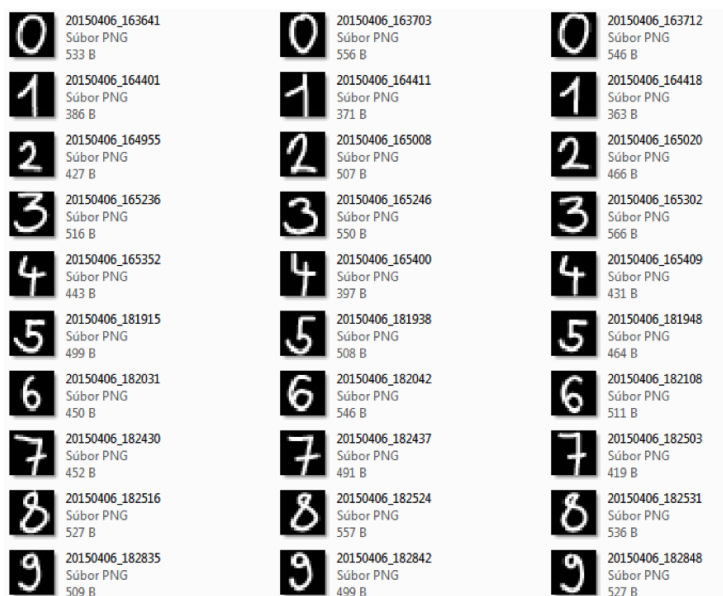 0 20150406_163641
Súbor PNG
533 B
0 20150406_163703
Súbor PNG
556 B
0 20150406_163712
Súbor PNG
546 B
1 20150406_164401
Súbor PNG
386 B
1 20150406_164411
Súbor PNG
371 B
1 20150406_164418
Súbor PNG
363 B
2 20150406_164955
Súbor PNG
427 B
2 20150406_165008
Súbor PNG
507 B
2 20150406_165020
Súbor PNG
466 B
3 20150406_165236
Súbor PNG
516 B
3 20150406_165246
Súbor PNG
550 B
3 20150406_165302
Súbor PNG
566 B
4 20150406_165352
Súbor PNG
443 B
4 20150406_165400
Súbor PNG
397 B
4 20150406_165409
Súbor PNG
431 B
5 20150406_181915
Súbor PNG
499 B
5 20150406_181938
Súbor PNG
508 B
5 20150406_181948
Súbor PNG
464 B
6 20150406_182031
Súbor PNG
450 B
6 20150406_182042
Súbor PNG
546 B
6 20150406_182108
Súbor PNG
511 B
7 20150406_182430
Súbor PNG
452 B
7 20150406_182437
Súbor PNG
491 B
7 20150406_182503
Súbor PNG
419 B
8 20150406_182516
Súbor PNG
527 B
8 20150406_182524
Súbor PNG
557 B
8 20150406_182531
Súbor PNG
536 B
9 20150406_182835
Súbor PNG
509 B
9 20150406_182842
Súbor PNG
499 B
9 20150406_182848
Súbor PNG
527 B